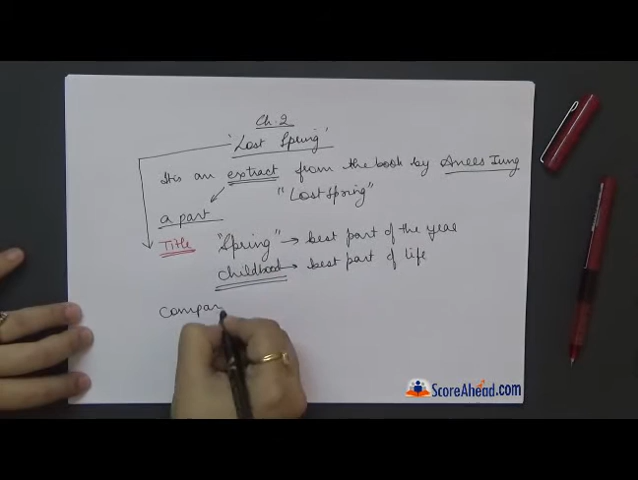 Ch. 2
"Lost Spring"
It is an extract from the book by Anees Jung
"Lost Spring"
a part
Title "Spring" → best part of the year
childhood → best part of life
Compar
ScoreAhead.com